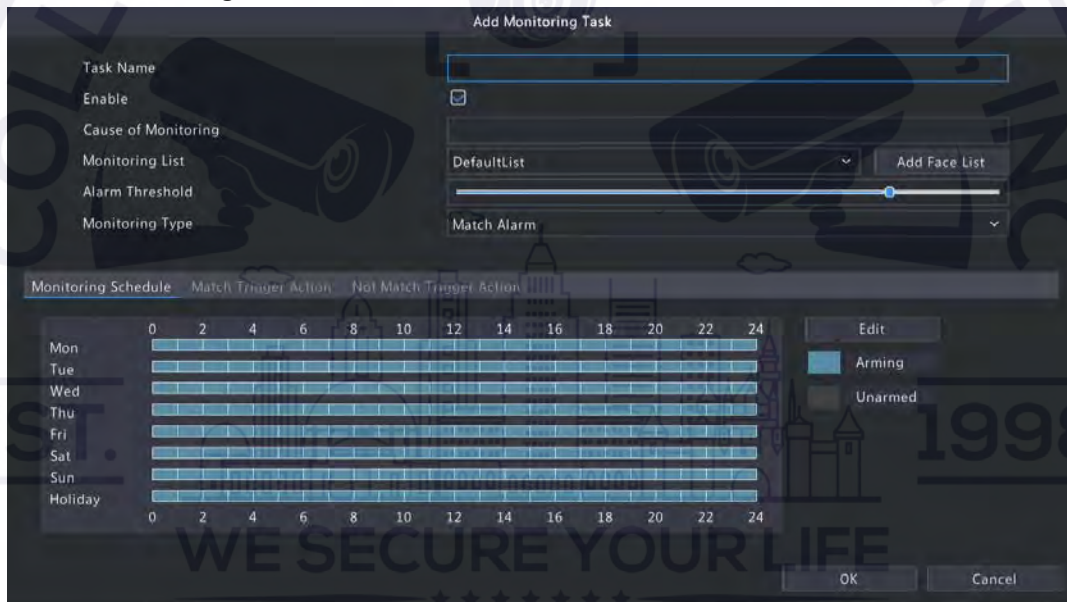 Add Monitoring Task
Task Name
Enable
Cause of Monitoring
Monitoring List DefaultList Add Face List
Alarm Threshold
Monitoring Type Match Alarm
Monitoring Schedule Match Trigger Action Not Match Trigger Action
0 2 4 6 8 10 12 14 16 18 20 22 24 Edit
Mon
Tue Arming
Wed
Thu Unarmed
Fri
Sat
Sun
Holiday
0 2 4 6 8 10 12 14 16 18 20 22 24
OK Cancel
EST. 1998
WE SECURE YOUR LIFE